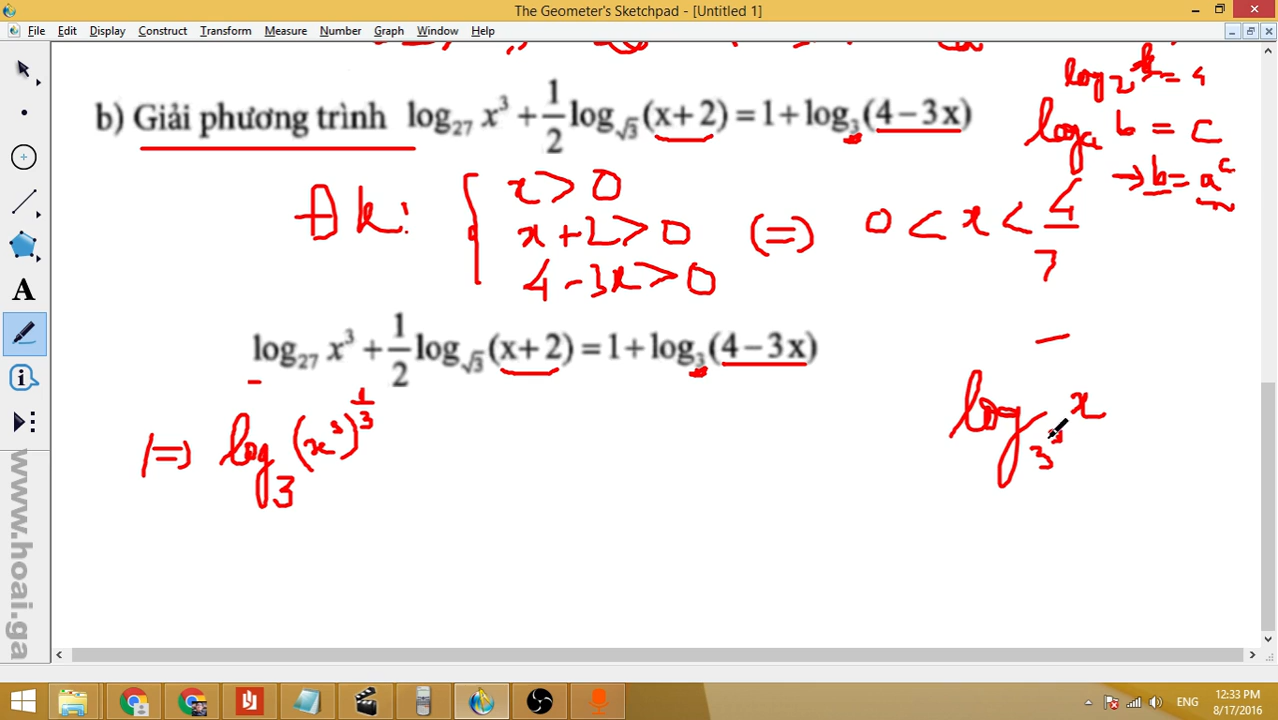 The Geometer's Sketchpad - [Untitled 1]
File Edit Display Construct Transform Measure Number Graph Window Help
log₂ = 4
b) Giải phương trình log₂₇ x³ + 1/2 log_√3 (x+2) = 1 + log₃ (4 − 3x)
logₐ b = c
→ b = aᶜ
Đk: { x > 0
x + 2 > 0 (=) 0 < x < 4/3
4 - 3x > 0
log₂₇ x³ + 1/2 log_√3 (x+2) = 1 + log₃ (4 − 3x)
(=) log₃ (x³)^(1/3)
log x
A
www.hoai.ga
ENG
12:33 PM
8/17/2016